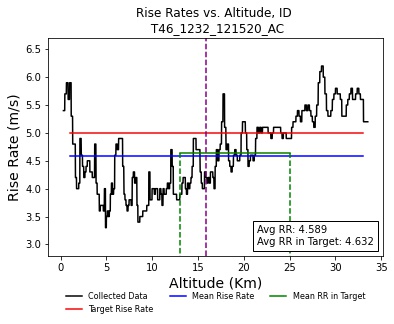 Rise Rates vs. Altitude, ID
T46_1232_121520_AC
6.5
6.0
5.5
5.0
4.5
4.0
3.5
3.0
Rise Rate (m/s)
Avg RR: 4.589
Avg RR in Target: 4.632
0 5 10 15 20 25 30 35
Altitude (Km)
Collected Data Mean Rise Rate Mean RR in Target
Target Rise Rate